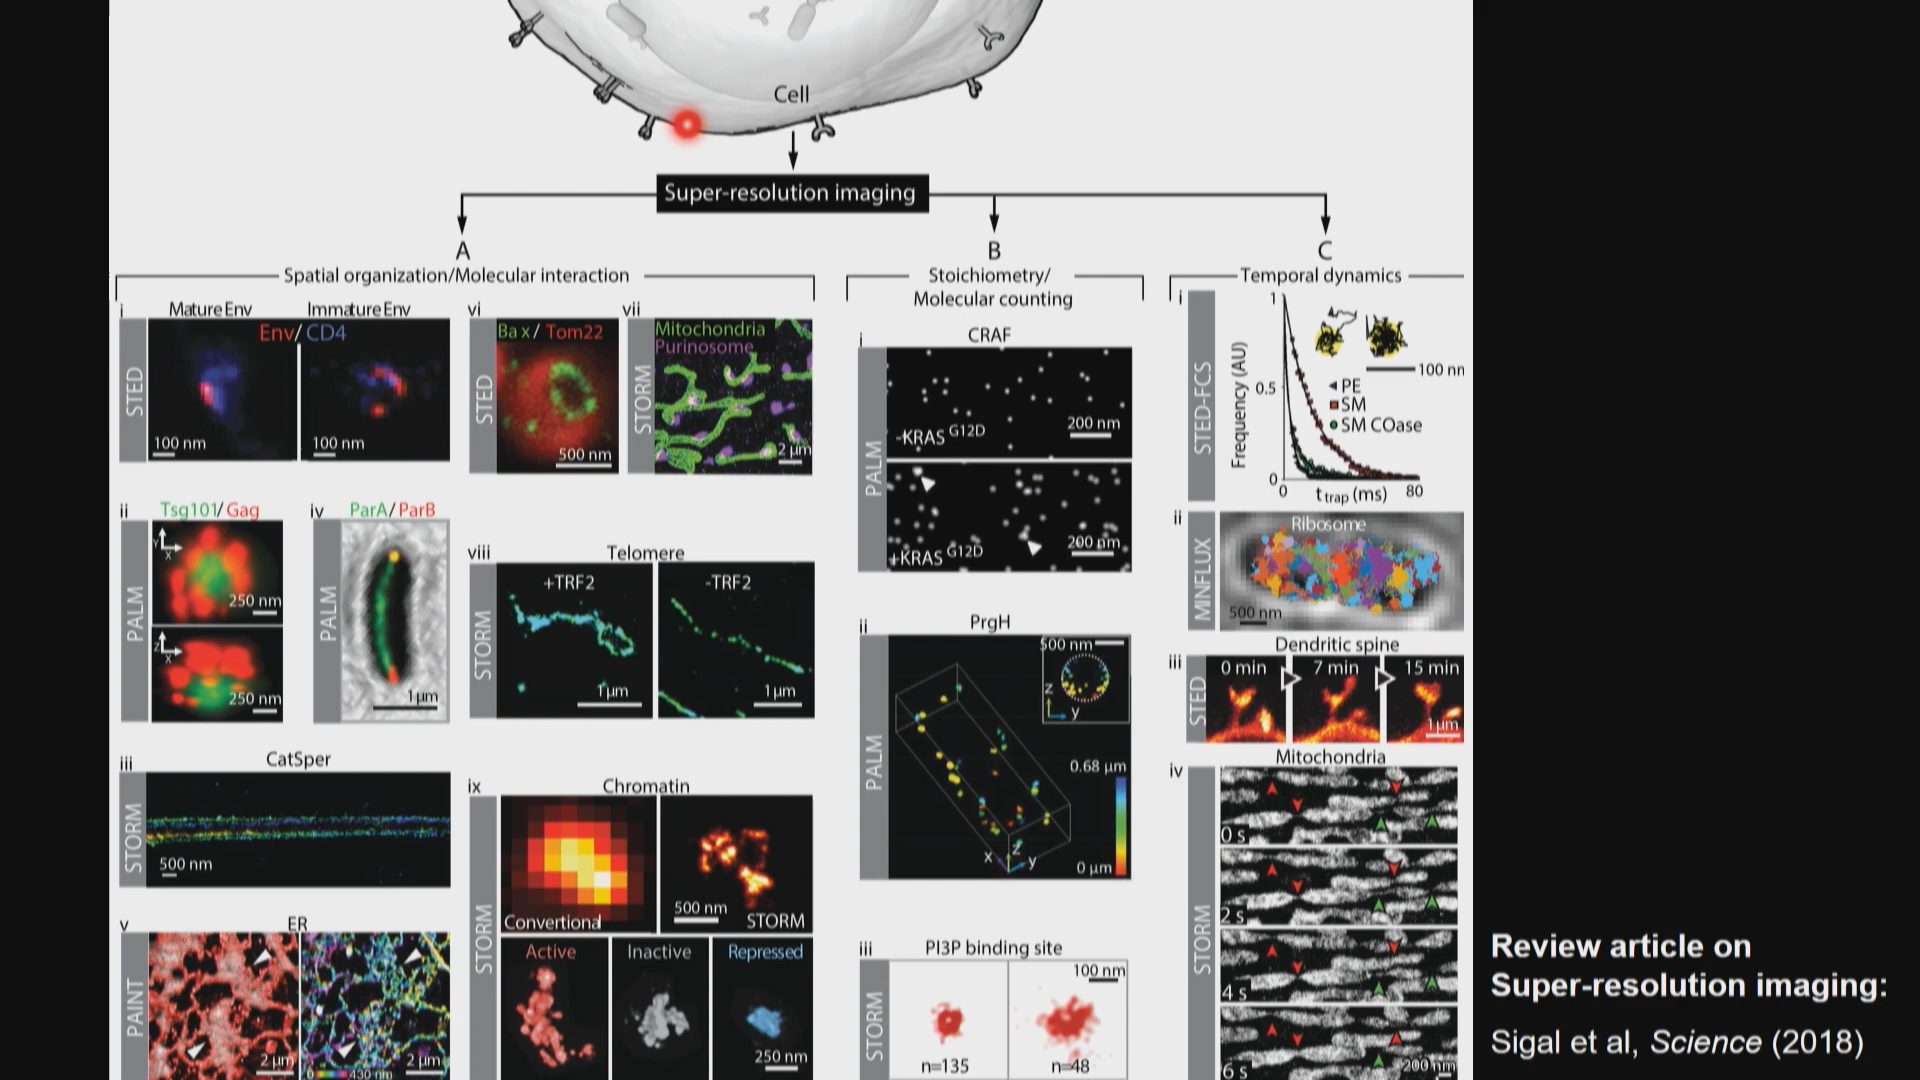 Cell
Super-resolution imaging
A
Spatial organization/Molecular interaction
i
Mature Env
Immature Env
Env/ CD4
STED
100 nm
100 nm
vi
Bax/ Tom22
STED
500 nm
vii
Mitochondria
Purinosome
STORM
2 µm
ii
Tsg101/Gag
PALM
Y
X
250 nm
Z
X
250 nm
iv
ParA/ParB
PALM
1µm
viii
Telomere
STORM
+TRF2
-TRF2
1µm
1µm
iii
CatSper
STORM
500 nm
ix
Chromatin
STORM
Convertional
500 nm
STORM
Active
Inactive
Repressed
250 nm
v
ER
PAINT
2 µm
0
430 nm
2 µm
B
Stoichiometry/
Molecular counting
i
CRAF
PALM
-KRAS G12D
200 nm
+KRAS G12D
200 nm
ii
PrgH
PALM
500 nm
z
y
0.68 µm
0 µm
x
z
y
iii
PI3P binding site
STORM
100 nm
n=135
n=48
C
Temporal dynamics
i
STED-FCS
Frequency (AU)
1
0.5
0
0
t trap (ms)
80
100 nm
PE
SM
SM COase
ii
MINFLUX
Ribosome
500 nm
Dendritic spine
iii
STED
0 min
7 min
15 min
1µm
Mitochondria
iv
STORM
0 s
2 s
4 s
6 s
200 nm
Review article on
Super-resolution imaging:
Sigal et al, Science (2018)